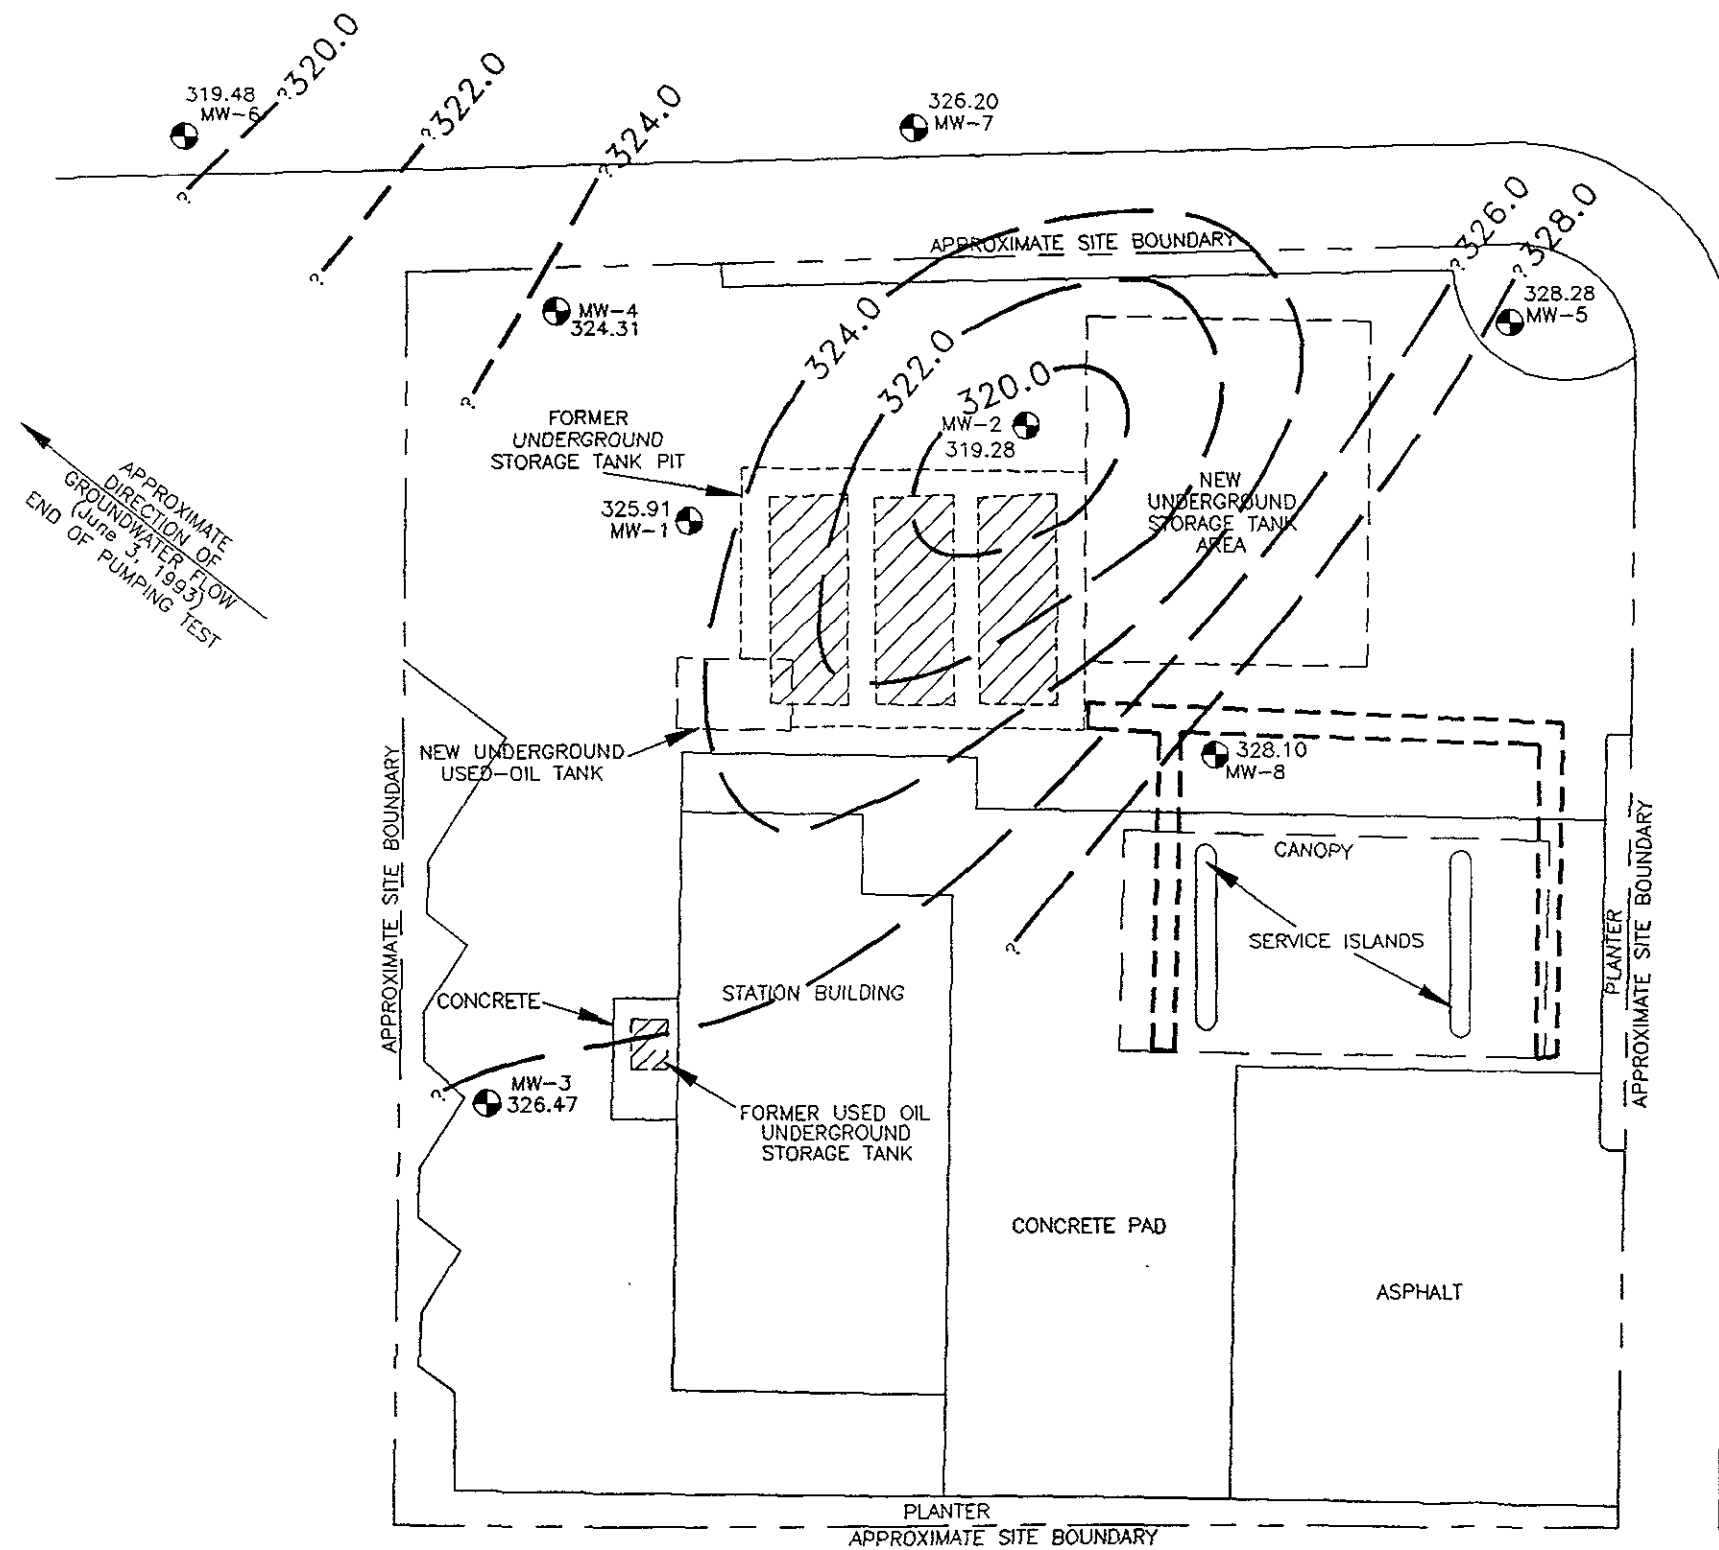 320.0
322.0
324.0
319.48
MW-6
326.20
MW-7
326.0
328.0
APPROXIMATE SITE BOUNDARY
328.28
MW-5
MW-4
324.31
324.0
322.0
320.0
MW-2
319.28
FORMER
UNDERGROUND
STORAGE TANK PIT
325.91
MW-1
NEW
UNDERGROUND
STORAGE TANK
AREA
APPROXIMATE
DIRECTION OF
GROUNDWATER FLOW
(June 3, 1993)
END OF PUMPING TEST
NEW UNDERGROUND
USED-OIL TANK
328.10
MW-8
CANOPY
SERVICE ISLANDS
PLANTER
APPROXIMATE SITE BOUNDARY
APPROXIMATE SITE BOUNDARY
CONCRETE
STATION BUILDING
MW-3
326.47
FORMER USED OIL
UNDERGROUND
STORAGE TANK
CONCRETE PAD
ASPHALT
PLANTER
APPROXIMATE SITE BOUNDARY
?
?
?
?
?
?
?
?
?
?